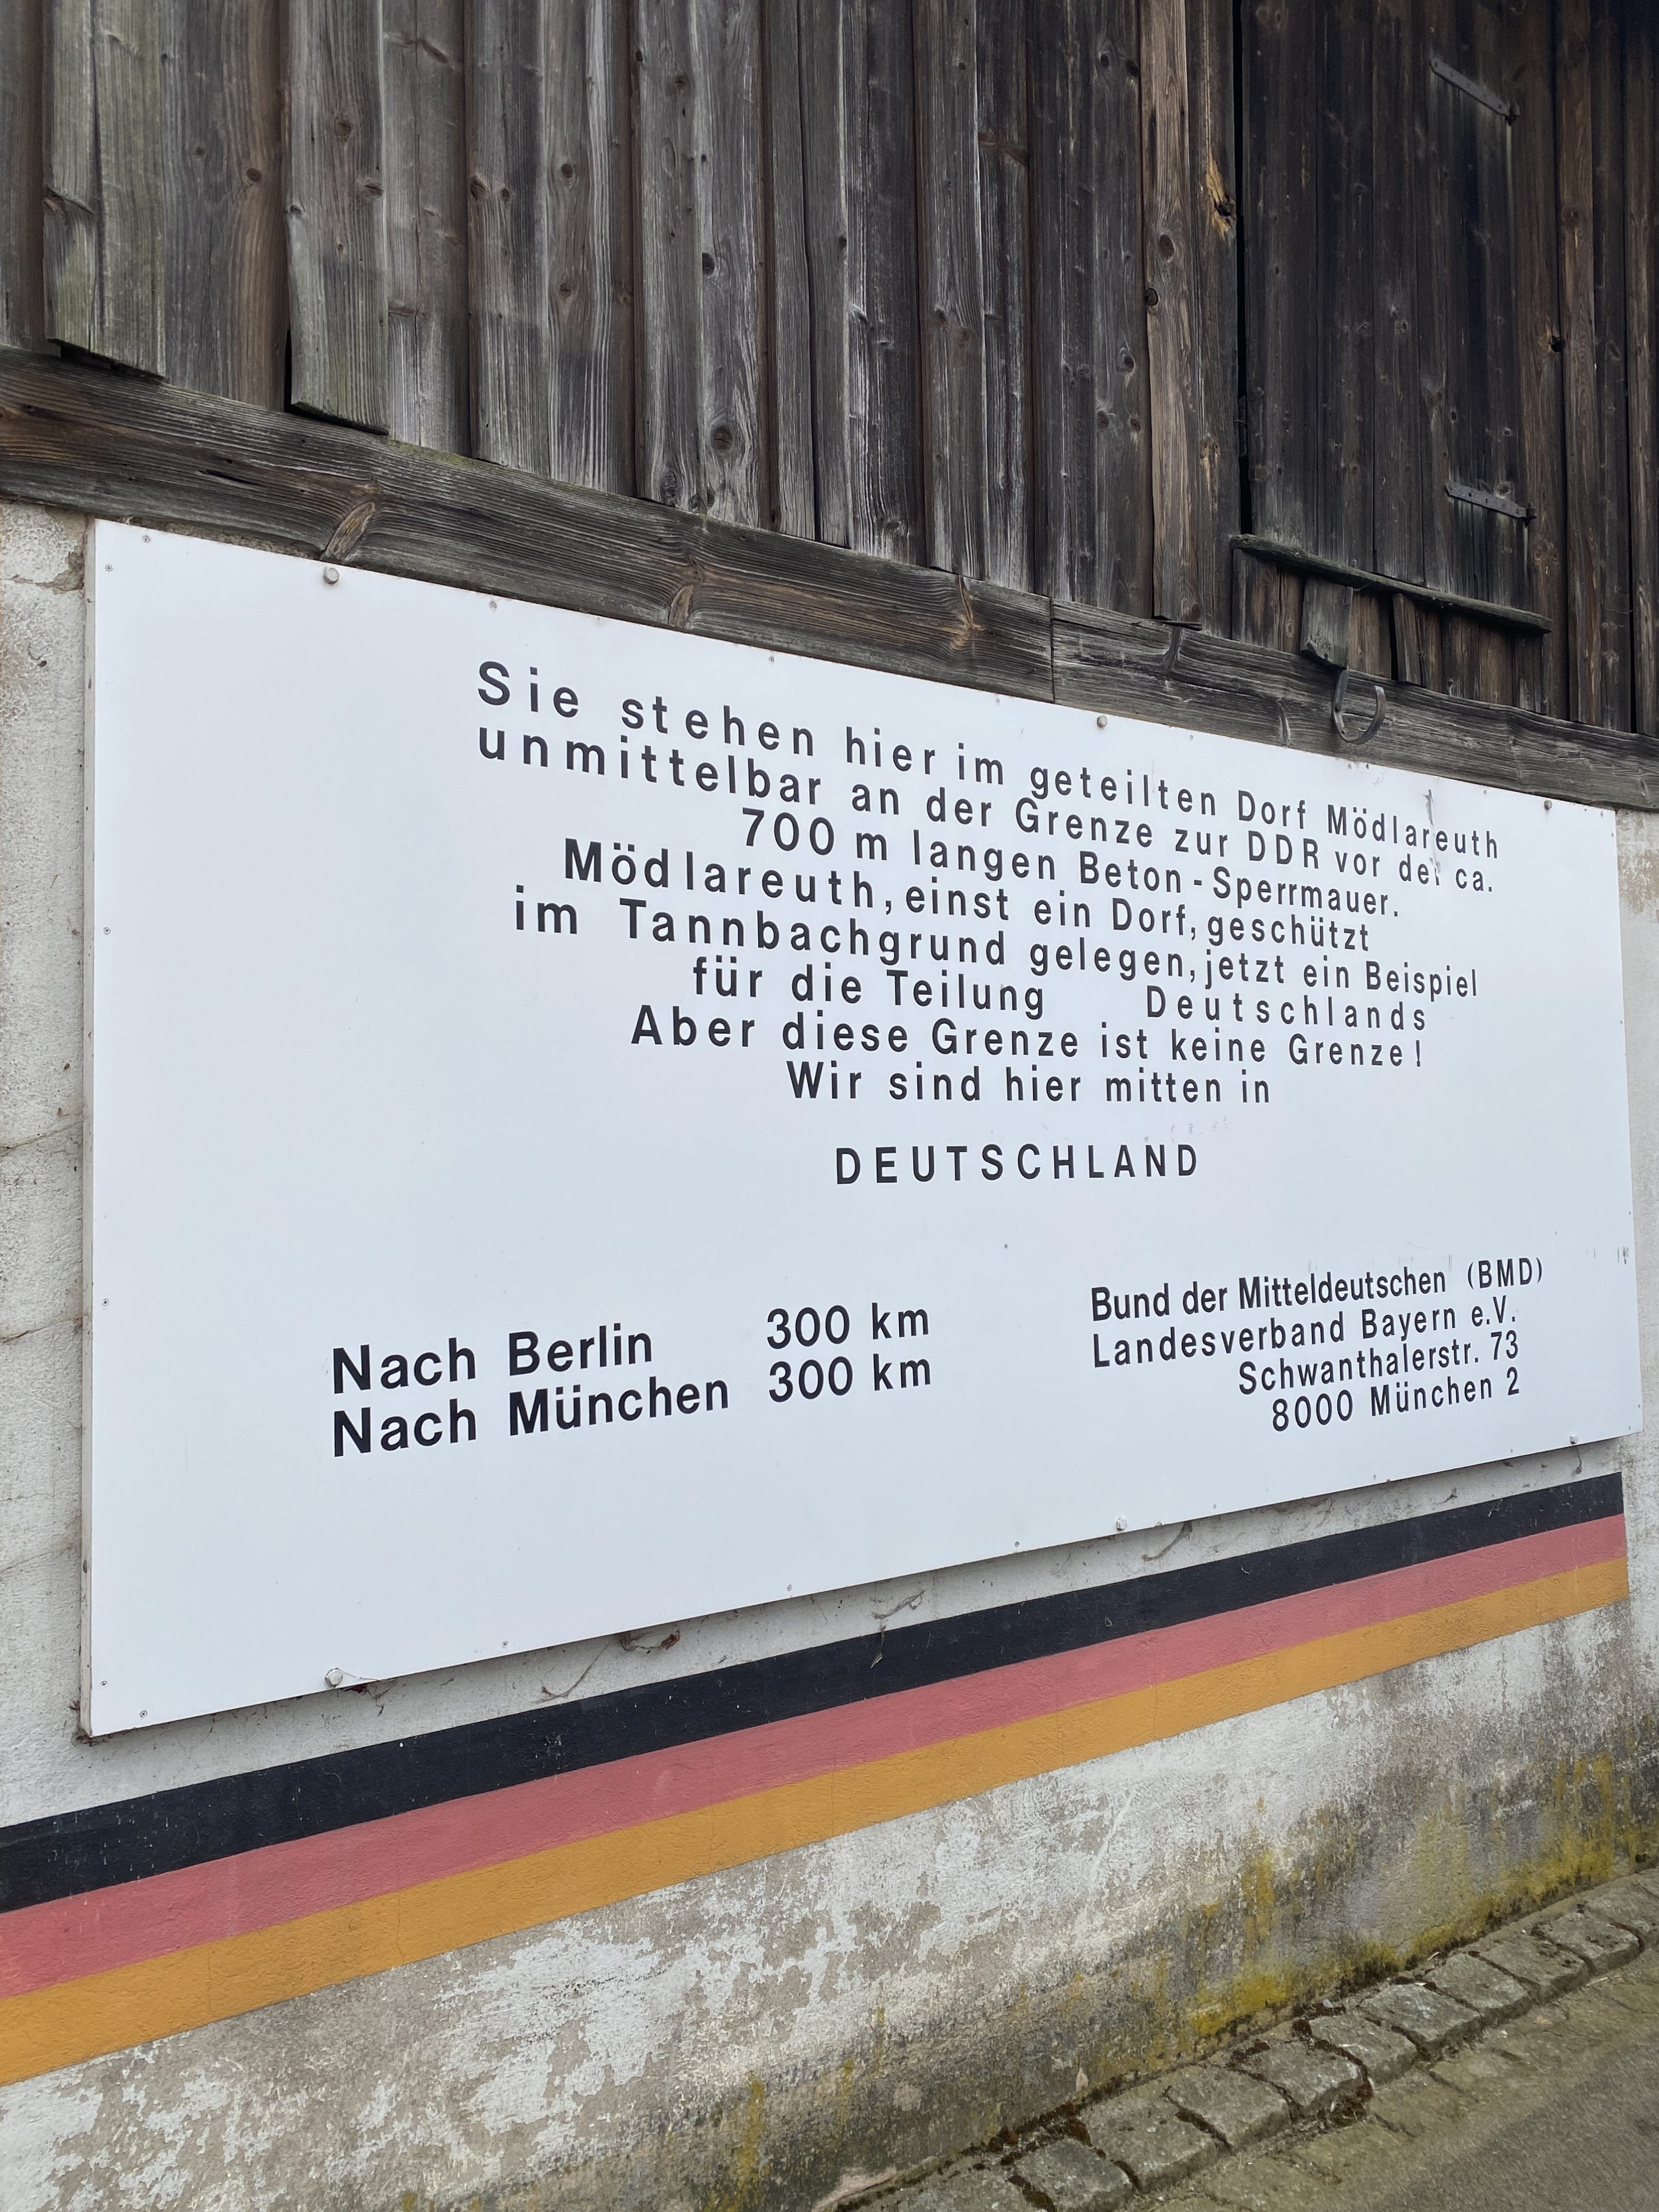 Sie stehen hier im geteilten Dorf Mödlareuth
unmittelbar an der Grenze zur DDR vor der ca.
700 m langen Beton-Sperrmauer.
Mödlareuth, einst ein Dorf, geschützt
im Tannbachgrund gelegen, jetzt ein Beispiel
für die Teilung Deutschlands
Aber diese Grenze ist keine Grenze!
Wir sind hier mitten in
DEUTSCHLAND
Nach Berlin 300 km
Nach München 300 km
Bund der Mitteldeutschen (BMD)
Landesverband Bayern e.V.
Schwanthalerstr. 73
8000 München 2